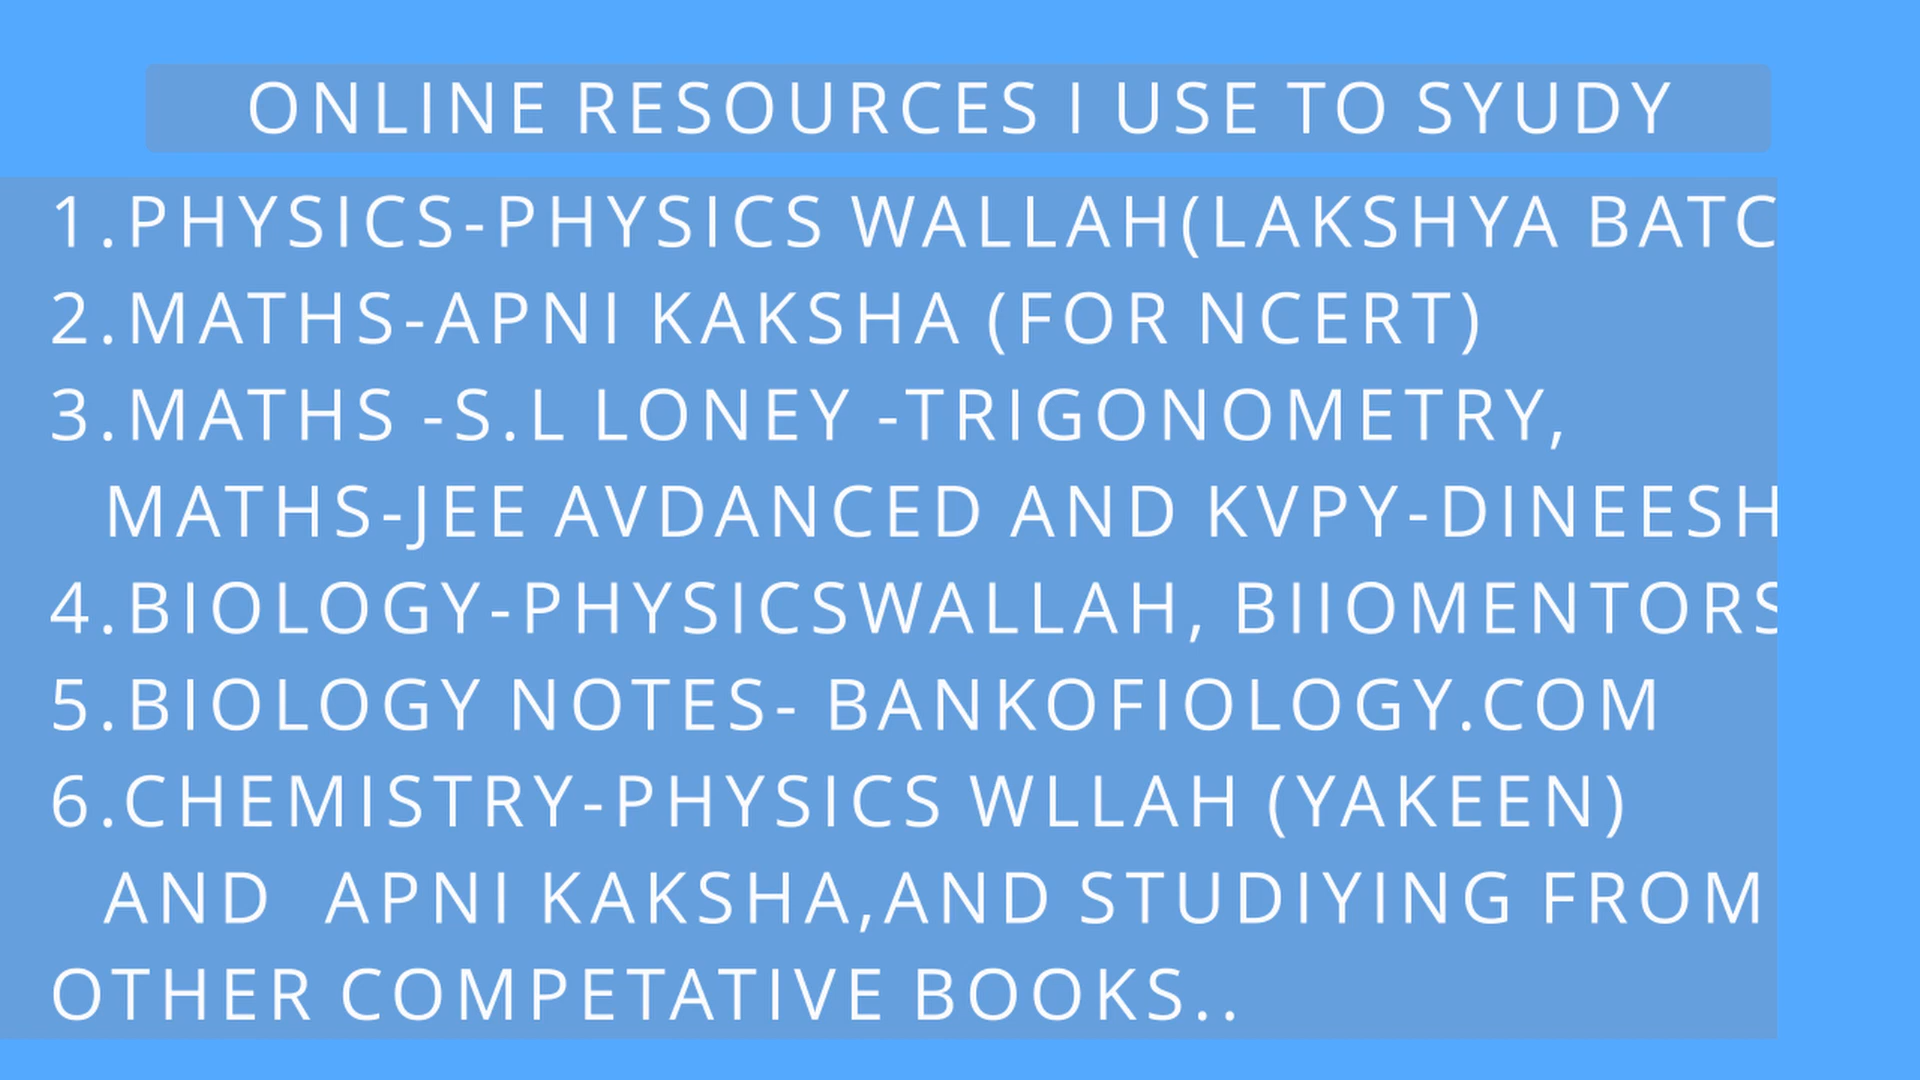 ONLINE RESOURCES I USE TO SYUDY
1.PHYSICS-PHYSICS WALLAH(LAKSHYA BATC
2.MATHS-APNI KAKSHA (FOR NCERT)
3.MATHS -S.L LONEY -TRIGONOMETRY,
MATHS-JEE AVDANCED AND KVPY-DINEESH
4.BIOLOGY-PHYSICSWALLAH, BIIOMENTORS
5.BIOLOGY NOTES- BANKOFIOLOGY.COM
6.CHEMISTRY-PHYSICS WLLAH (YAKEEN)
AND APNI KAKSHA,AND STUDIYING FROM
OTHER COMPETATIVE BOOKS..